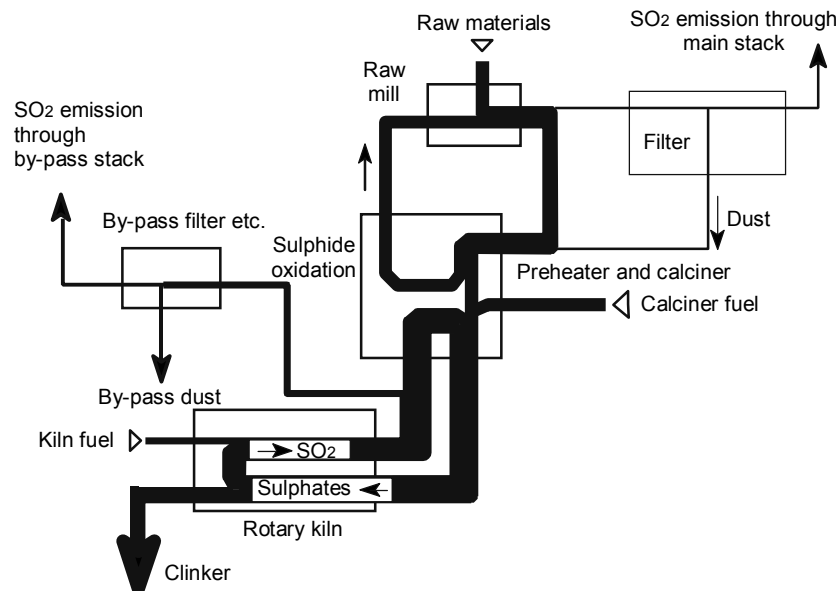 Raw materials
SO2 emission through
main stack
Raw
mill
SO2 emission
through
by-pass stack
Filter
By-pass filter etc.
Sulphide
oxidation
Dust
Preheater and calciner
Calciner fuel
By-pass dust
Kiln fuel
SO2
Sulphates
Rotary kiln
Clinker